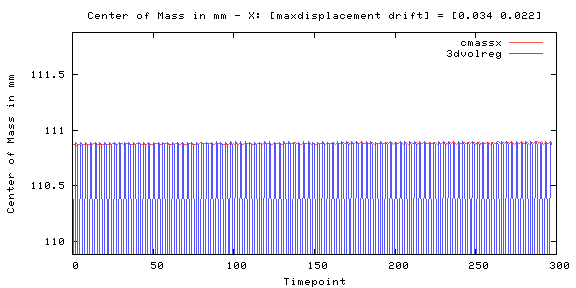 Center of Mass in mm - X: [maxdisplacement drift] = [0.034 0.022]
cmassx
3dvolreg
111.5
111
110.5
110
Center of Mass in mm
0 50 100 150 200 250 300
Timepoint